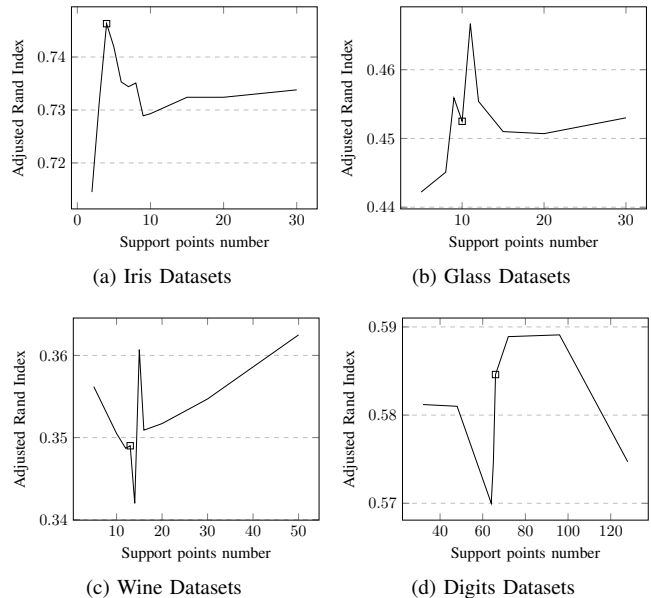 0.74
0.73
0.72
0 10 20 30
Adjusted Rand Index
Support points number
(a) Iris Datasets
0.46
0.45
0.44
10 20 30
Adjusted Rand Index
Support points number
(b) Glass Datasets
0.36
0.35
0.34
10 20 30 40 50
Adjusted Rand Index
Support points number
(c) Wine Datasets
0.59
0.58
0.57
40 60 80 100 120
Adjusted Rand Index
Support points number
(d) Digits Datasets